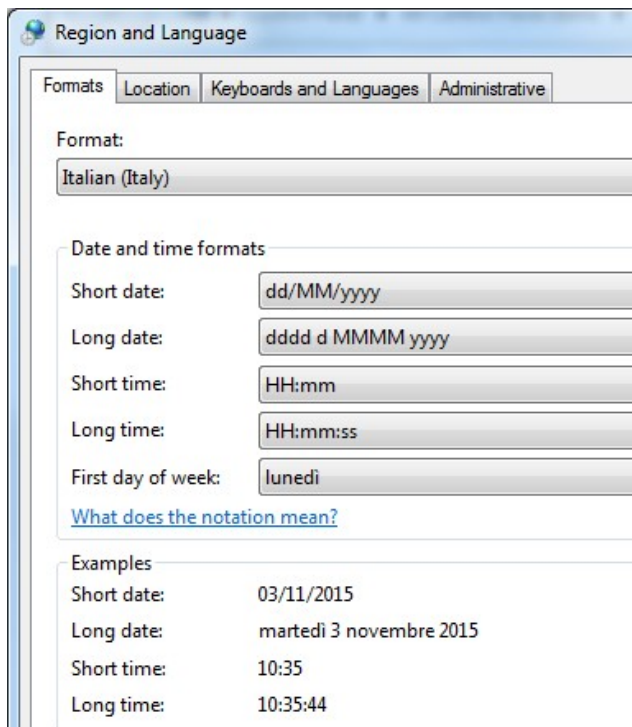 Region and Language
Formats Location Keyboards and Languages Administrative
Format:
Italian (Italy)
Date and time formats
Short date: dd/MM/yyyy
Long date: dddd d MMMM yyyy
Short time: HH:mm
Long time: HH:mm:ss
First day of week: lunedì
What does the notation mean?
Examples
Short date: 03/11/2015
Long date: martedì 3 novembre 2015
Short time: 10:35
Long time: 10:35:44